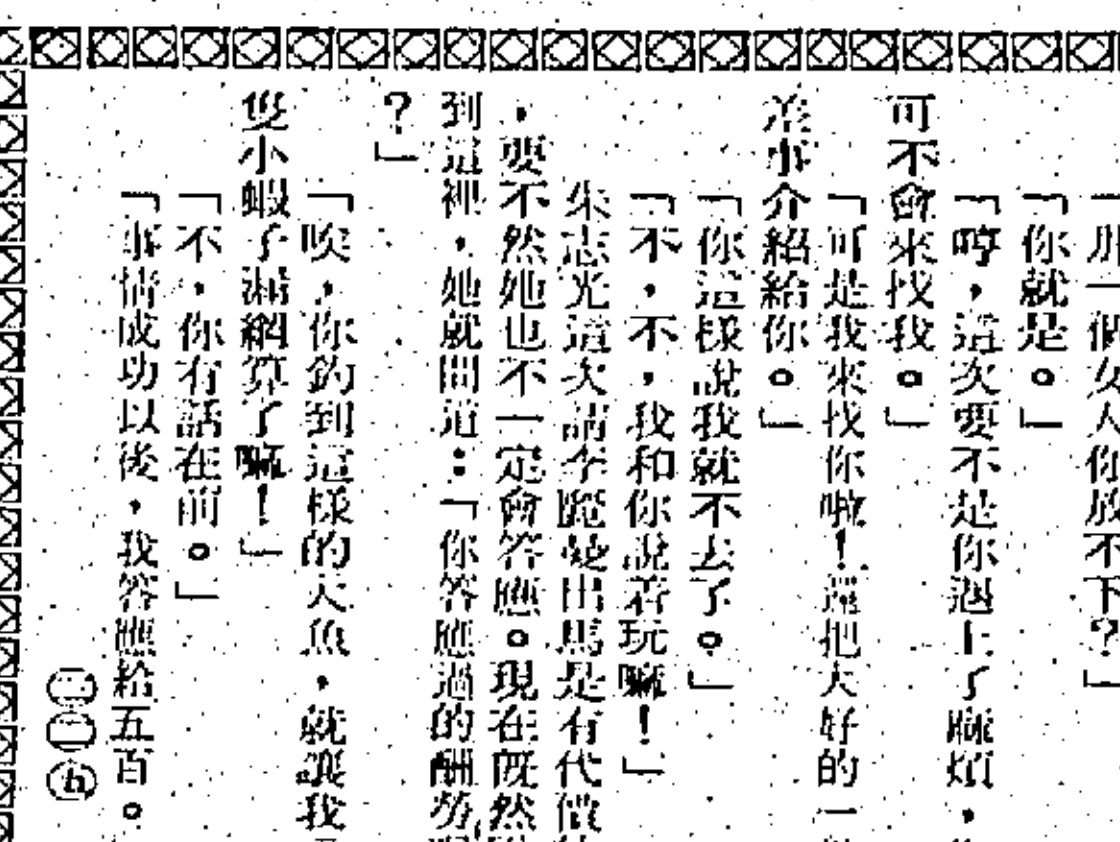 那一個女人你放不下?」
「你就是。」
「哼,這次要不是你遇上了麻煩,
可不會來找我。」
「可是我來找你啦!還把大好的一
差事介紹給你。」
「你這樣說我就不去了。」
「不,不,我和你說着玩嘛!」
朱志光這次請李麗曼出馬是有代價
,要不然她也不一定會答應。現在既然
到這裡,她就問道:「你答應過的酬勞
?」
「唉,你釣到這樣的大魚,就讓我
隻小蝦子漏網算了嘛!」
「不,你有話在前。」
「事情成功以後,我答應給五百。
二一九